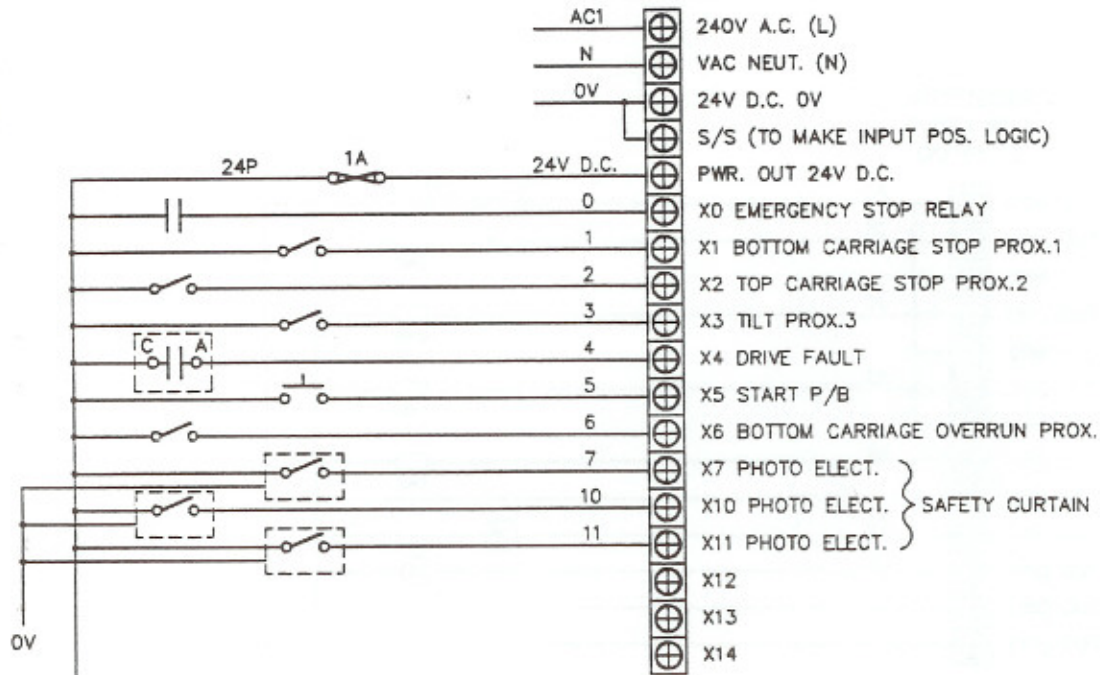 AC1 240V A.C. (L)
N VAC NEUT. (N)
0V 24V D.C. 0V
S/S (TO MAKE INPUT POS. LOGIC)
24P 1A 24V D.C. PWR. OUT 24V D.C.
0 X0 EMERGENCY STOP RELAY
1 X1 BOTTOM CARRIAGE STOP PROX.1
2 X2 TOP CARRIAGE STOP PROX.2
3 X3 TILT PROX.3
C A 4 X4 DRIVE FAULT
5 X5 START P/B
6 X6 BOTTOM CARRIAGE OVERRUN PROX.
7 X7 PHOTO ELECT.
10 X10 PHOTO ELECT. SAFETY CURTAIN
11 X11 PHOTO ELECT.
X12
X13
0V
X14